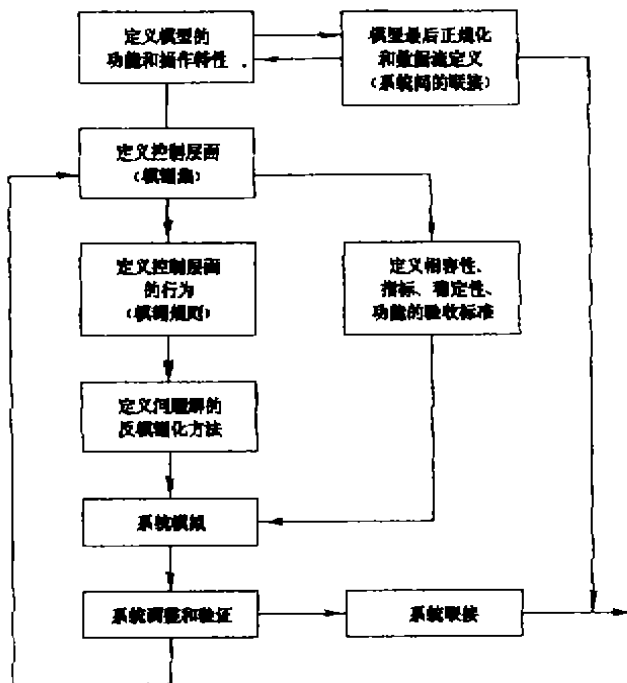 定义模型的
功能和操作特性
模型最后正规化
和数据流定义
(系统间的联接)
定义控制层面
(模糊集)
定义控制层面
的行为
(模糊规则)
定义相容性、
指标、稳定性、
功能的验收标准
定义问题解的
反模糊化方法
系统模拟
系统调整和验证
系统联接